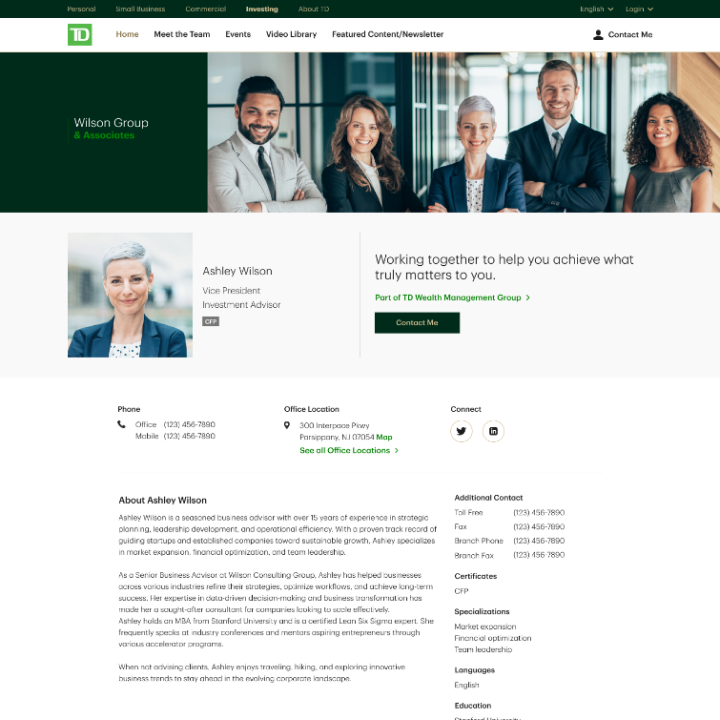 Personal Small Business Commercial Investing About TD English Login
TD Home Meet the Team Events Video Library Featured Content/Newsletter Contact Me
Wilson Group
& Associates
Ashley Wilson
Vice President
Investment Advisor
CFP
Working together to help you achieve what
truly matters to you.
Part of TD Wealth Management Group
Contact Me
Phone
Office (123) 456-7890
Mobile (123) 456-7890
Office Location
300 Interpace Pkwy
Parsippany, NJ 07054 Map
See all Office Locations
Connect
About Ashley Wilson
Ashley Wilson is a seasoned business advisor with over 15 years of experience in strategic
planning, leadership development, and operational efficiency. With a proven track record of
guiding startups and established companies toward sustainable growth, Ashley specializes
in market expansion, financial optimization, and team leadership.
As a Senior Business Advisor at Wilson Consulting Group, Ashley has helped businesses
across various industries refine their strategies, optimize workflows, and achieve long-term
success. Her expertise in data-driven decision-making and business transformation has
made her a sought-after consultant for companies looking to scale effectively.
Ashley holds an MBA from Stanford University and is a certified Lean Six Sigma expert. She
frequently speaks at industry conferences and mentors aspiring entrepreneurs through
various accelerator programs.
When not advising clients, Ashley enjoys traveling, hiking, and exploring innovative
business trends to stay ahead in the evolving corporate landscape.
Additional Contact
Toll Free (123) 456-7890
Fax (123) 456-7890
Branch Phone (123) 456-7890
Branch Fax (123) 456-7890
Certificates
CFP
Specializations
Market expansion
Financial optimization
Team leadership
Languages
English
Education
Stanford University